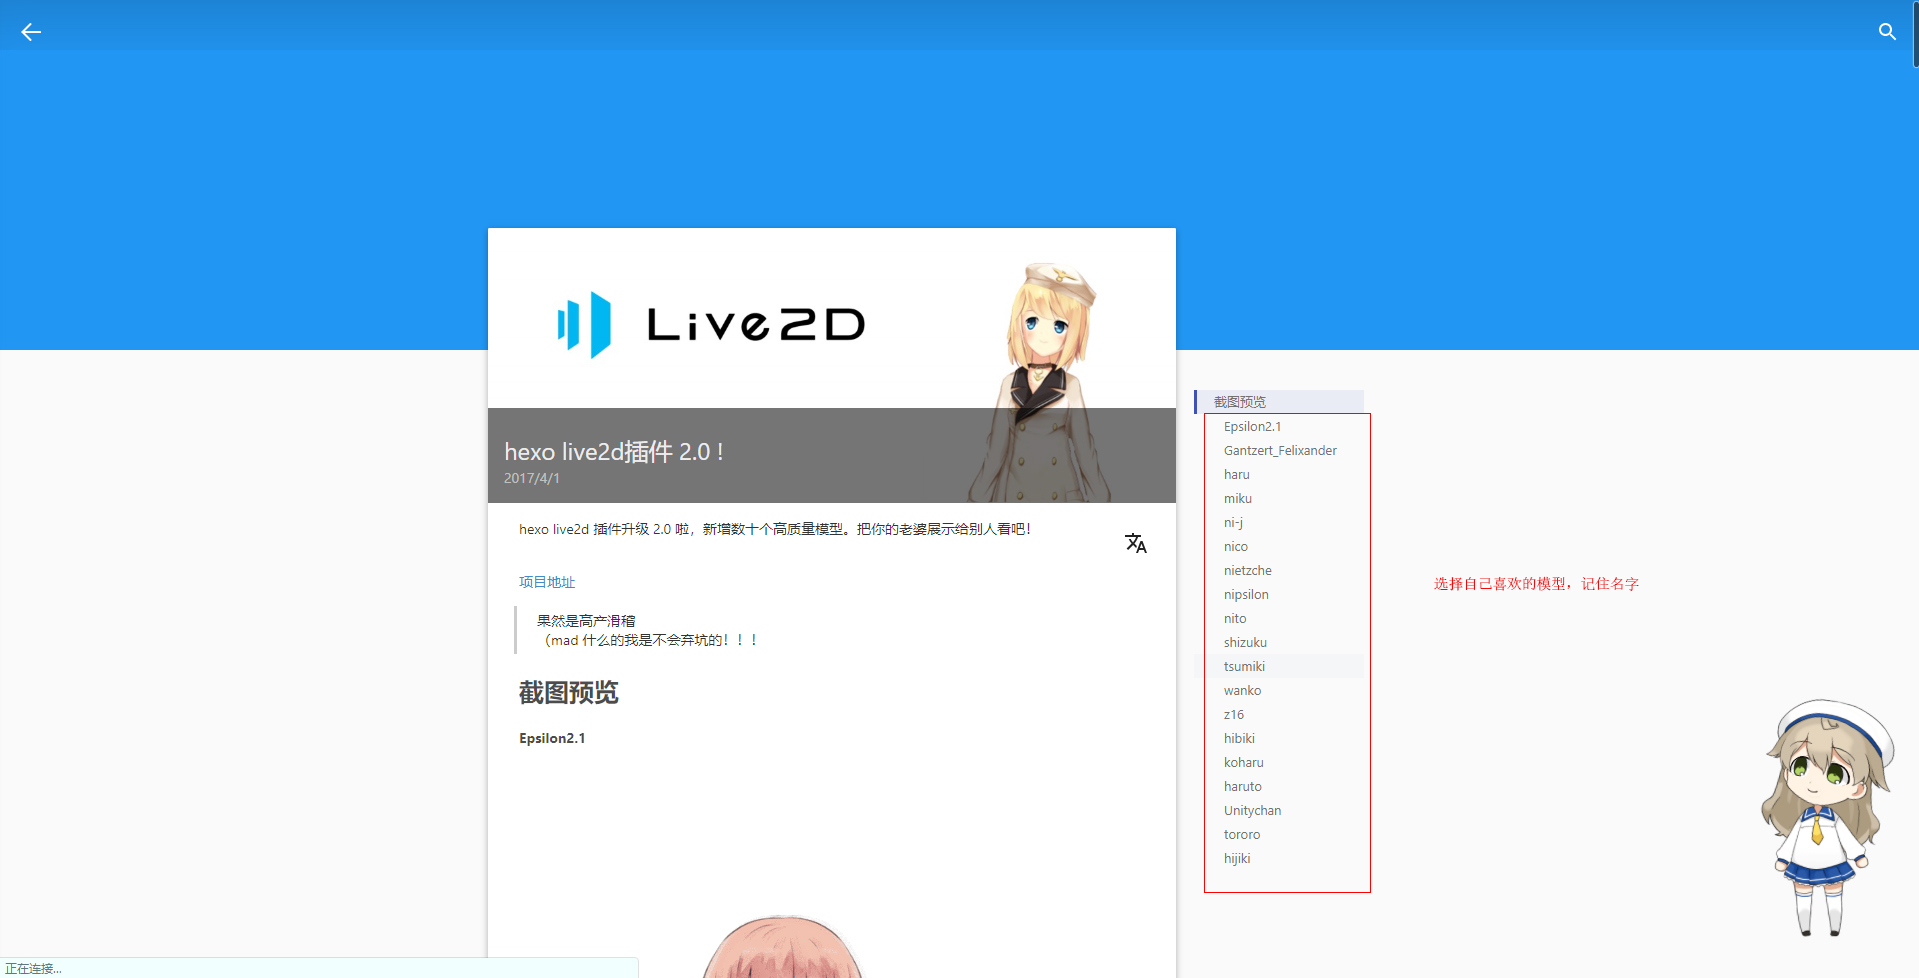 Live2D
hexo live2d插件 2.0！
2017/4/1
hexo live2d 插件升级 2.0 啦，新增数十个高质量模型。把你的老婆展示给别人看吧！
项目地址
果然是高产滑稽
（mad 什么的我是不会弃坑的！！！
截图预览
Epsilon2.1
截图预览
Epsilon2.1
Gantzert_Felixander
haru
miku
ni-j
nico
nietzche
nipsilon
nito
shizuku
tsumiki
wanko
z16
hibiki
koharu
haruto
Unitychan
tororo
hijiki
选择自己喜欢的模型，记住名字
正在连接...